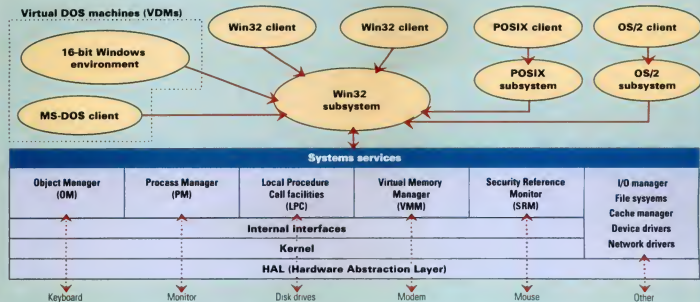 Virtual DOS machines (VDMs)
16-bit Windows
environment
MS-DOS client
Win32 client
Win32 client
POSIX client
OS/2 client
Win32
subsystem
POSIX
subsystem
OS/2
subsystem
Systems services
Object Manager
(OM)
Process Manager
(PM)
Local Procedure
Call facilities
(LPC)
Virtual Memory
Manager
(VMM)
Security Reference
Monitor
(SRM)
I/O manager
File sysyems
Cache manager
Device drivers
Network drivers
Internal interfaces
Kernel
HAL (Hardware Abstraction Layer)
Keyboard
Monitor
Disk drives
Modem
Mouse
Other